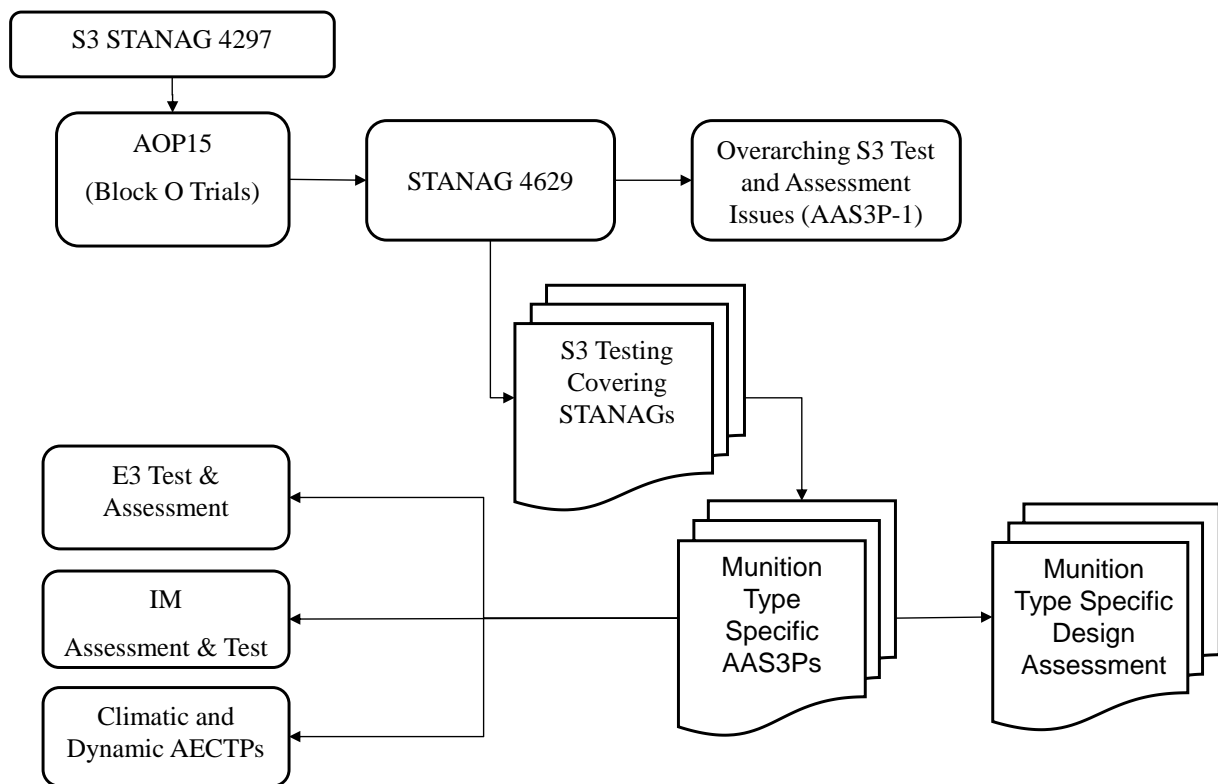 S3 STANAG 4297
AOP15
(Block O Trials)
STANAG 4629
Overarching S3 Test
and Assessment
Issues (AAS3P-1)
S3 Testing
Covering
STANAGs
E3 Test &
Assessment
IM
Assessment & Test
Climatic and
Dynamic AECTPs
Munition
Type
Specific
AAS3Ps
Munition
Type Specific
Design
Assessment